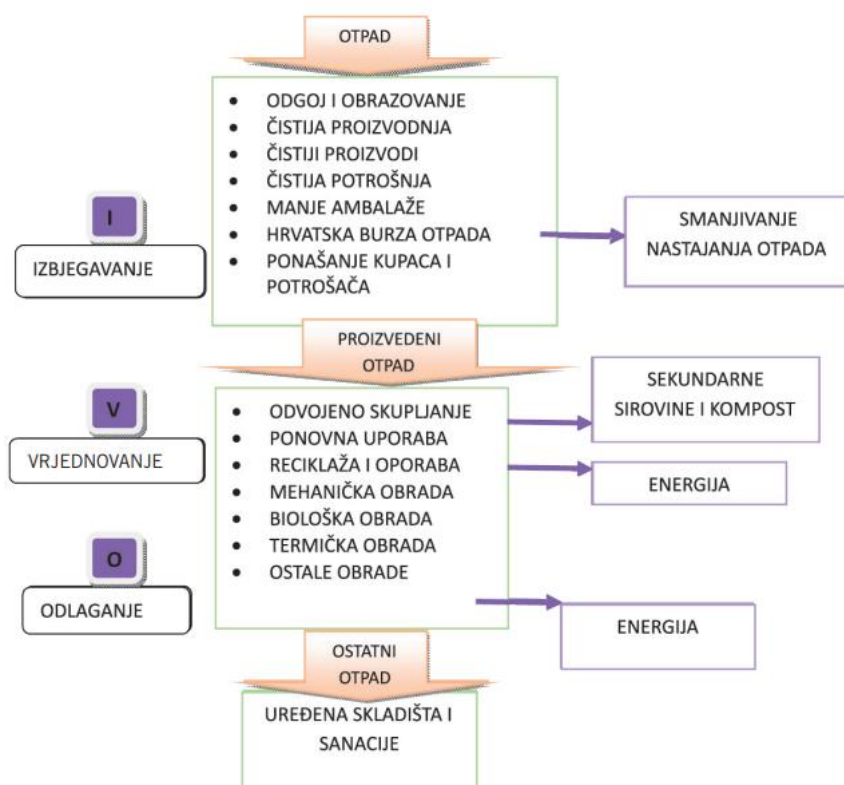 OTPAD
• ODGOJ I OBRAZOVANJE
• ČISTIJA PROIZVODNJA
• ČISTIJI PROIZVODI
• ČISTIJA POTROŠNJA
• MANJE AMBALAŽE
• HRVATSKA BURZA OTPADA
• PONAŠANJE KUPACA I
POTROŠAČA
I
IZBJEGAVANJE
SMANJIVANJE
NASTAJANJA OTPADA
PROIZVEDENI
OTPAD
V
VRJEDNOVANJE
• ODVOJENO SKUPLJANJE
• PONOVNA UPORABA
• RECIKLAŽA I OPORABA
• MEHANIČKA OBRADA
• BIOLOŠKA OBRADA
• TERMIČKA OBRADA
• OSTALE OBRADE
SEKUNDARNE
SIROVINE I KOMPOST
ENERGIJA
O
ODLAGANJE
ENERGIJA
OSTATNI
OTPAD
UREĐENA SKLADIŠTA I
SANACIJE